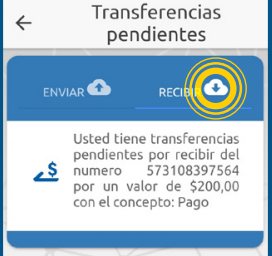 Transferencias
pendientes
ENVIAR RECIBIR
Usted tiene transferencias
pendientes por recibir del
numero 573108397564
por un valor de $200,00
con el concepto: Pago